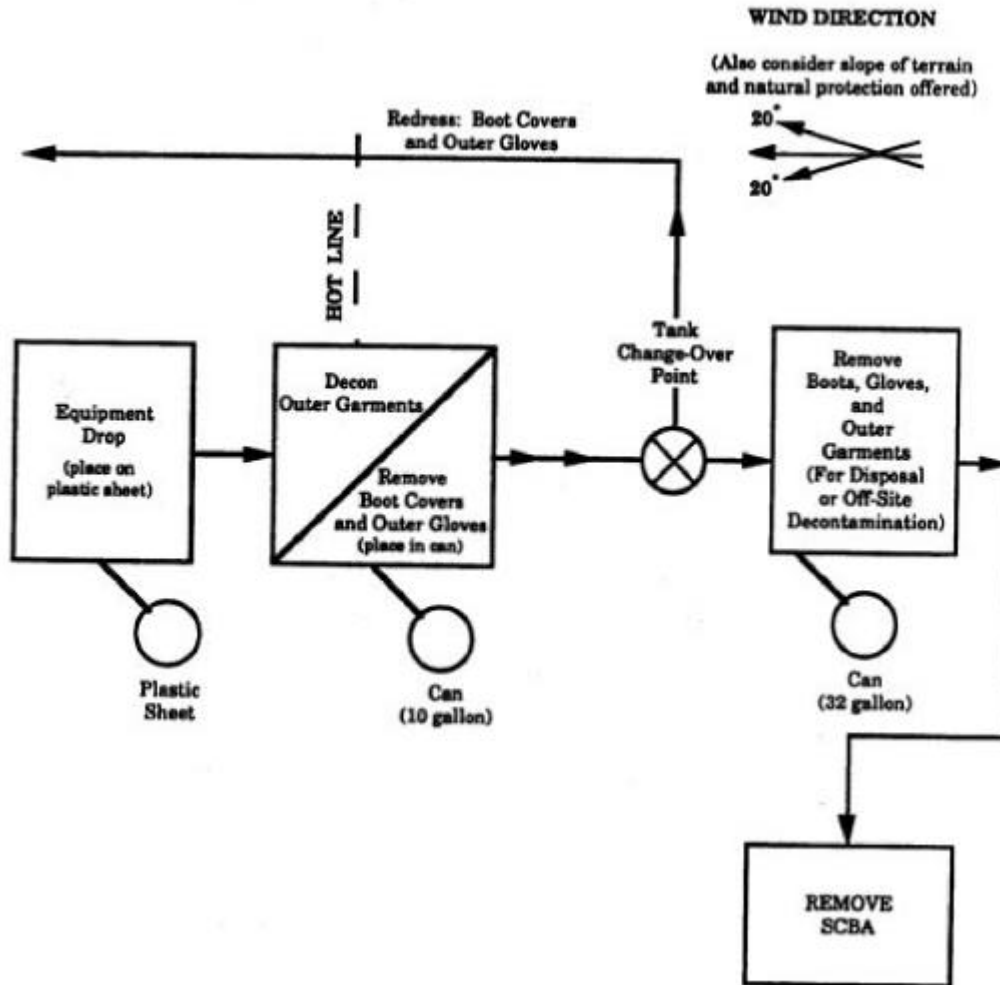 WIND DIRECTION
(Also consider slope of terrain
and natural protection offered)
20°
20°
Redress: Boot Covers
and Outer Gloves
HOT LINE
Tank
Change-Over
Point
Equipment
Drop
(place on
plastic sheet)
Decon
Outer Garments
Remove
Boot Covers
and Outer Gloves
(place in can)
Remove
Boots, Gloves,
and
Outer
Garments
(For Disposal
or Off-Site
Decontamination)
Plastic
Sheet
Can
(10 gallon)
Can
(32 gallon)
REMOVE
SCBA